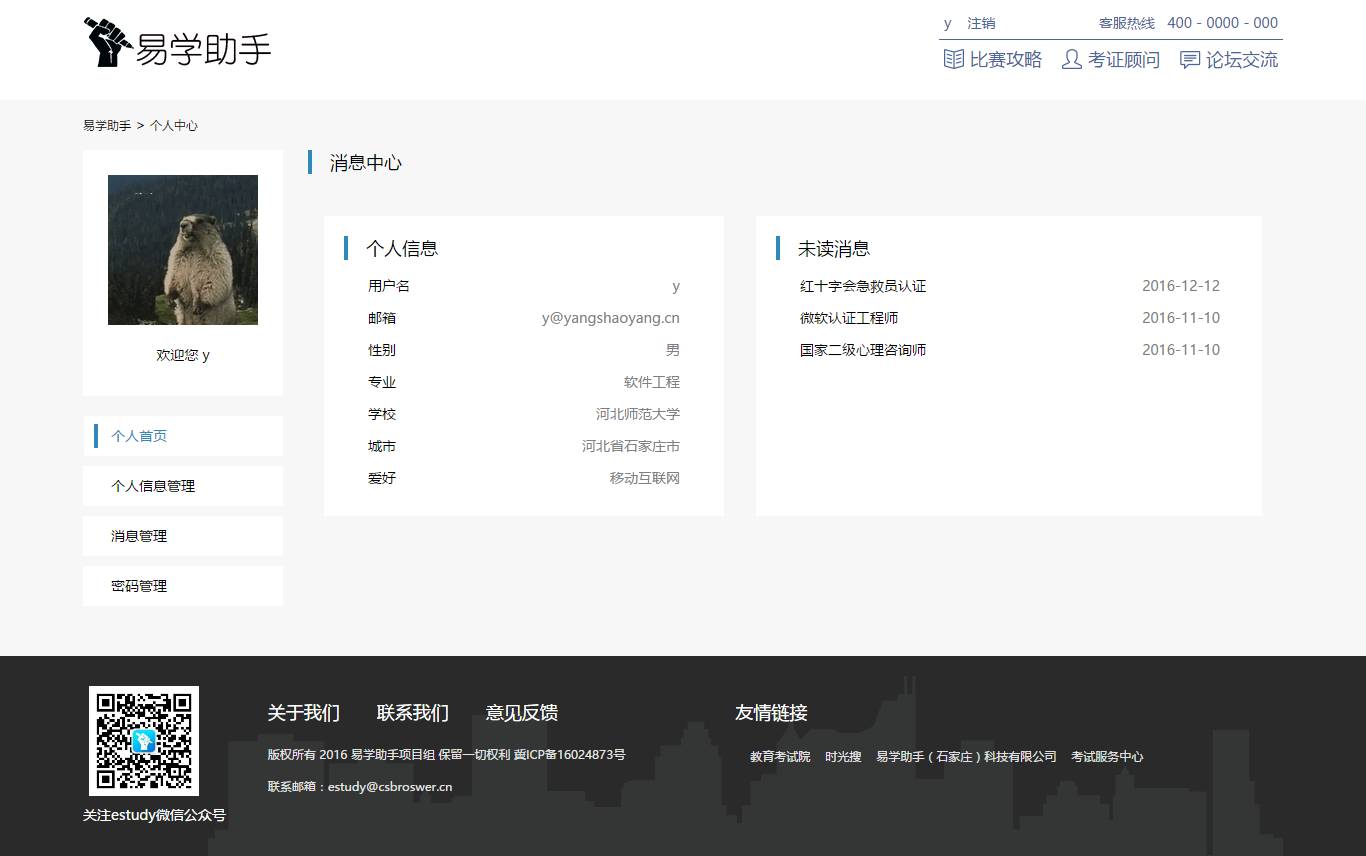 易学助手
y 注销 客服热线 400 - 0000 - 000
比赛攻略 考证顾问 论坛交流
易学助手 > 个人中心
欢迎您 y
个人首页
个人信息管理
消息管理
密码管理
消息中心
个人信息
用户名 y
邮箱 y@yangshaoyang.cn
性别 男
专业 软件工程
学校 河北师范大学
城市 河北省石家庄市
爱好 移动互联网
未读消息
红十字会急救员认证 2016-12-12
微软认证工程师 2016-11-10
国家二级心理咨询师 2016-11-10
关注estudy微信公众号
关于我们 联系我们 意见反馈
版权所有 2016 易学助手项目组 保留一切权利 冀ICP备16024873号
联系邮箱：estudy@csbroswer.cn
友情链接
教育考试院 时光搜 易学助手（石家庄）科技有限公司 考试服务中心